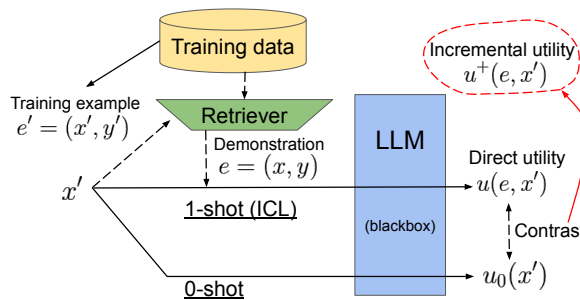 Training data
Incremental utility
u⁺(e, x′)
Training example
e′ = (x′, y′)
Retriever
Demonstration
e = (x, y)
LLM
Direct utility
x′
u(e, x′)
1-shot (ICL)
(blackbox)
Contras
0-shot
u₀(x′)